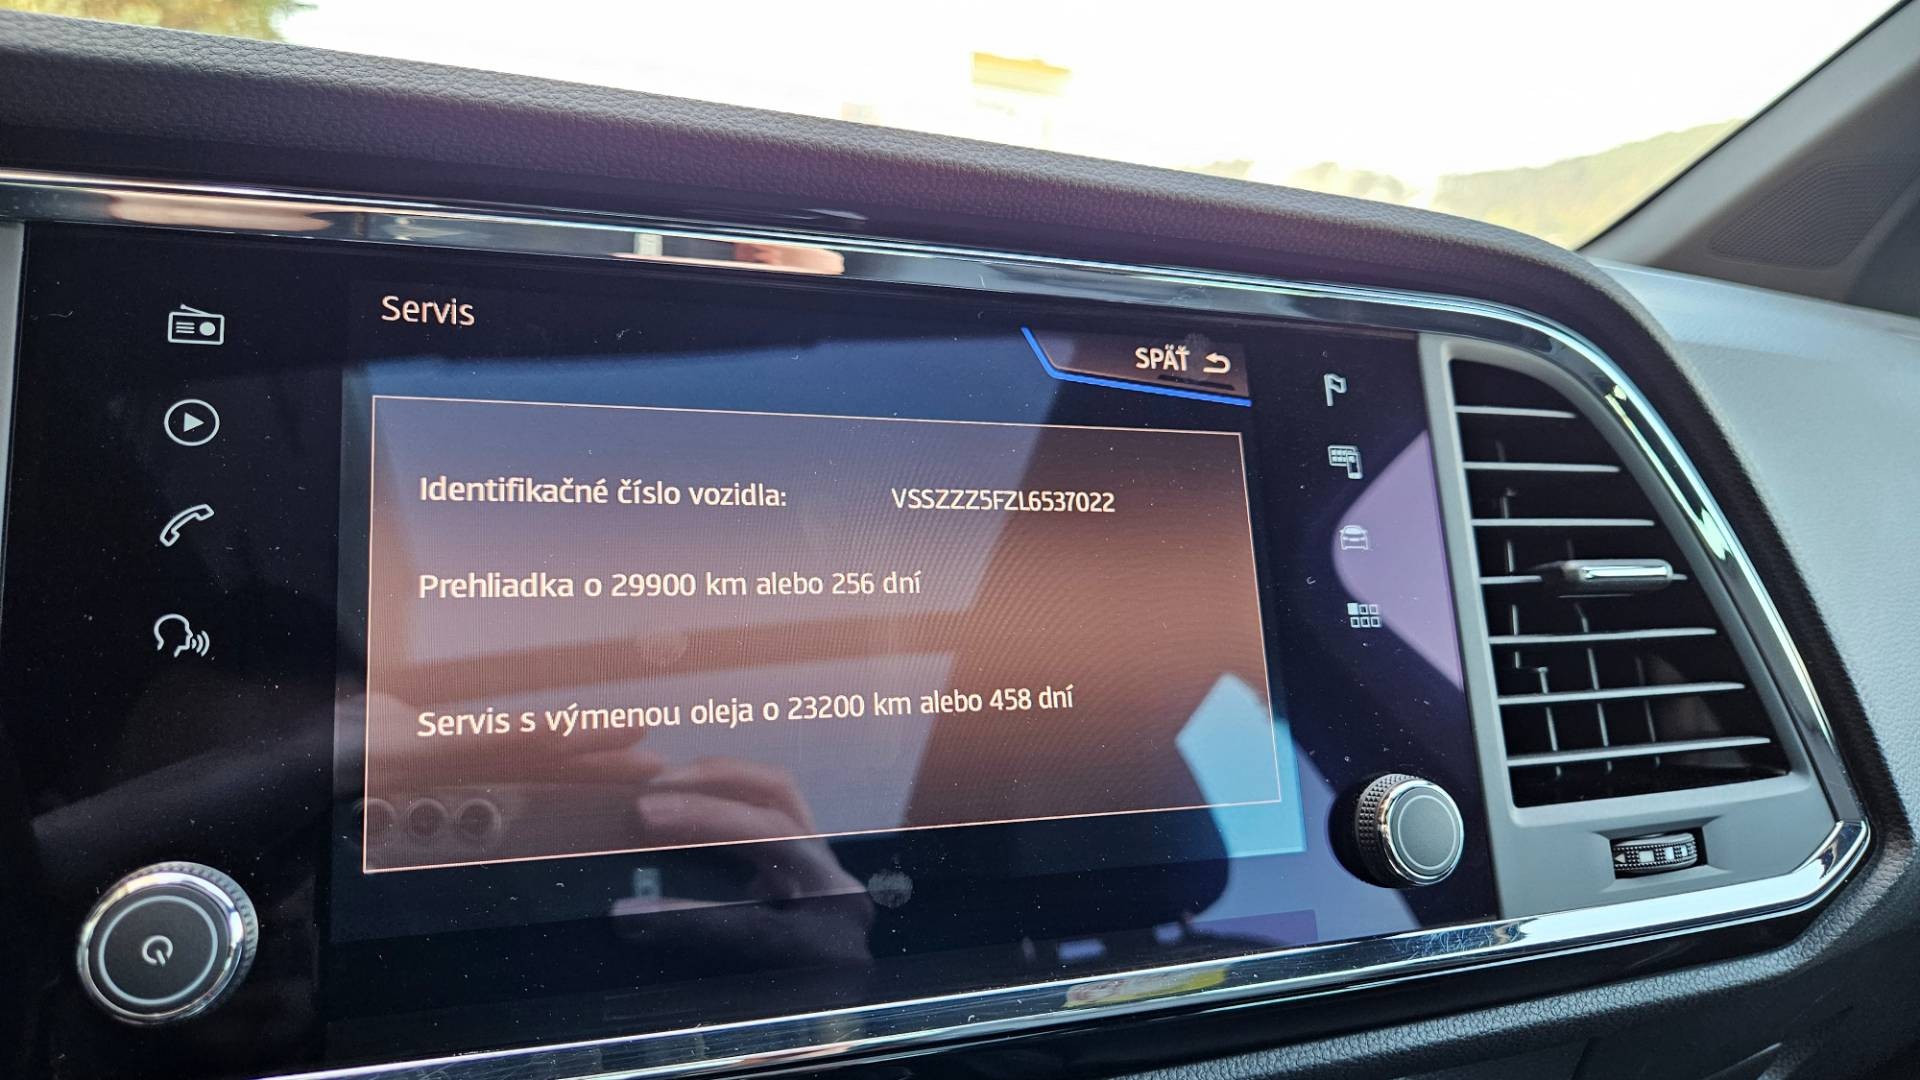 Servis
SPÄŤ
Identifikačné číslo vozidla: VSSZZZ5FZL6537022
Prehliadka o 29900 km alebo 256 dní
Servis s výmenou oleja o 23200 km alebo 458 dní